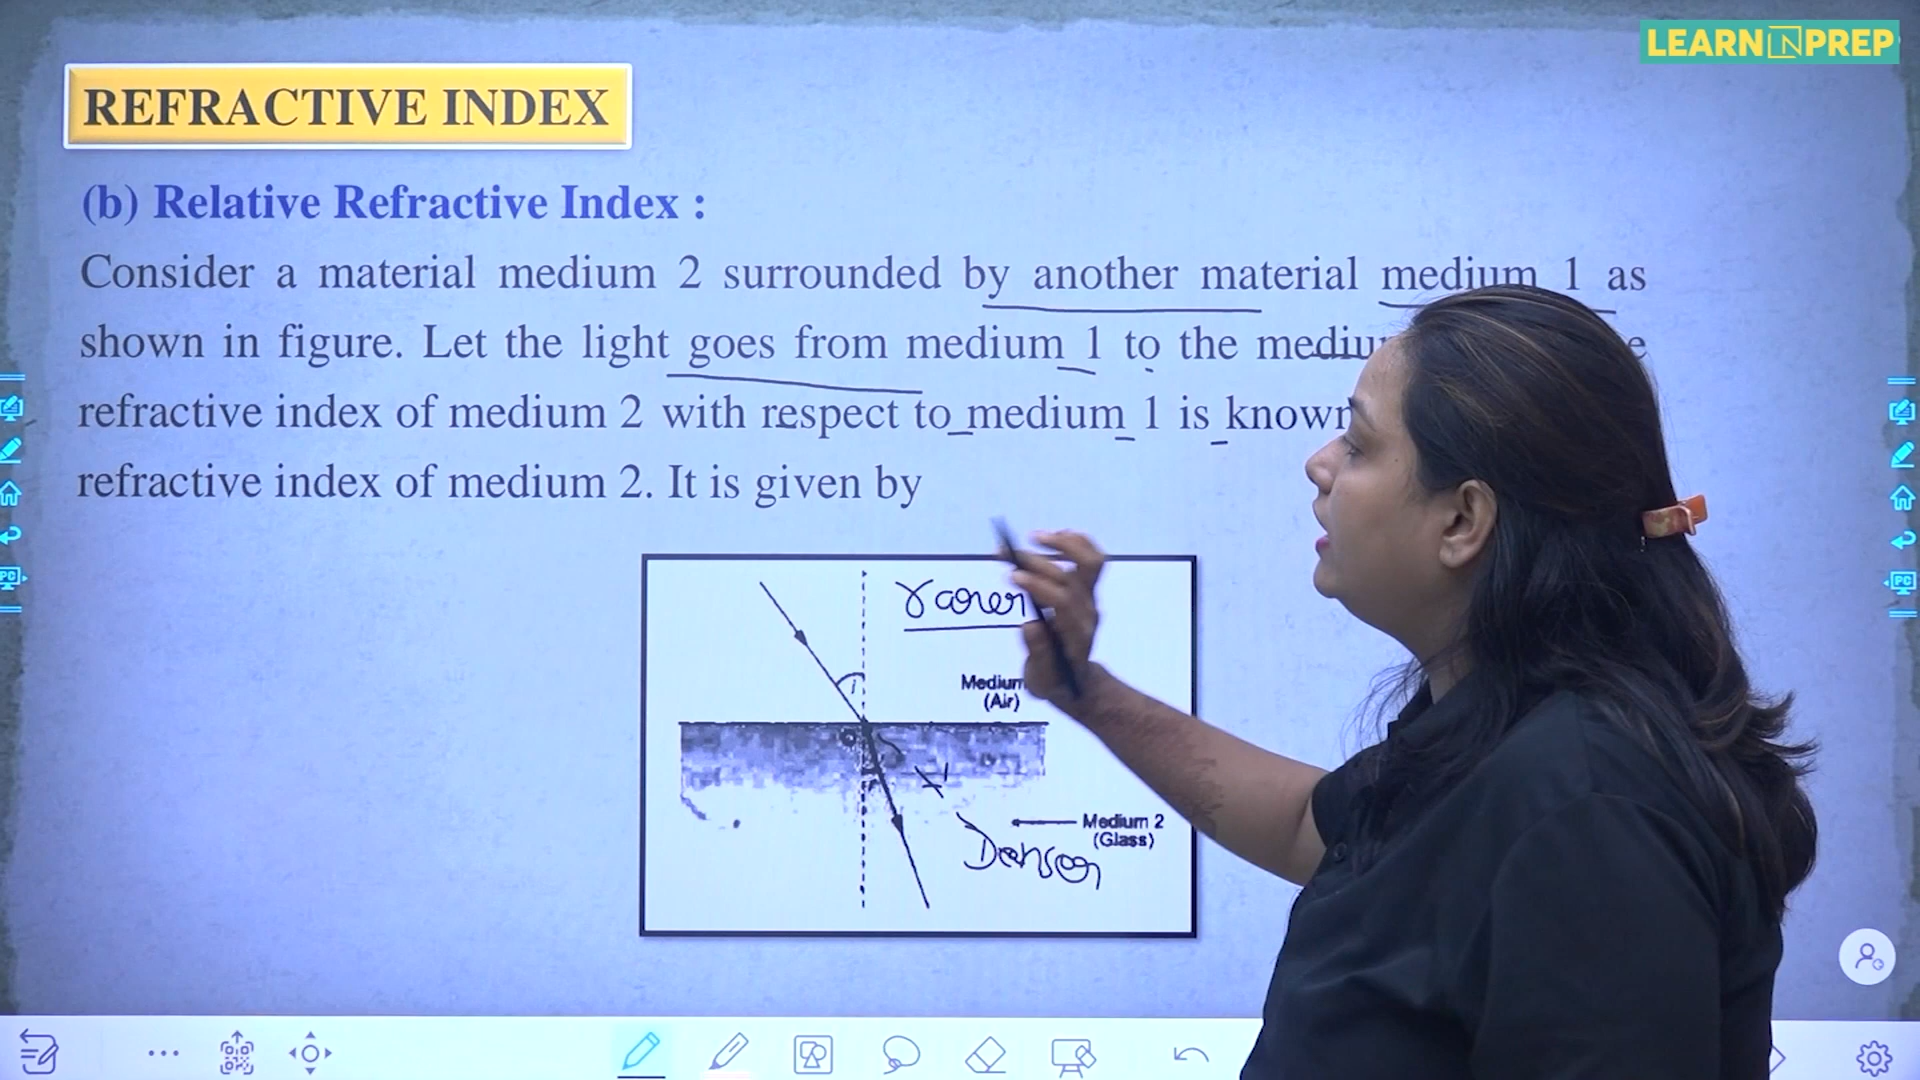 LEARN N PREP
REFRACTIVE INDEX
(b) Relative Refractive Index :
Consider a material medium 2 surrounded by another material medium 1 as
shown in figure. Let the light goes from medium 1 to the
refractive index of medium 2 with respect to medium 1 is known
refractive index of medium 2. It is given by
rarer
i
Medium
(Air)
Medium 2
(Glass)
Denser
PC
PC